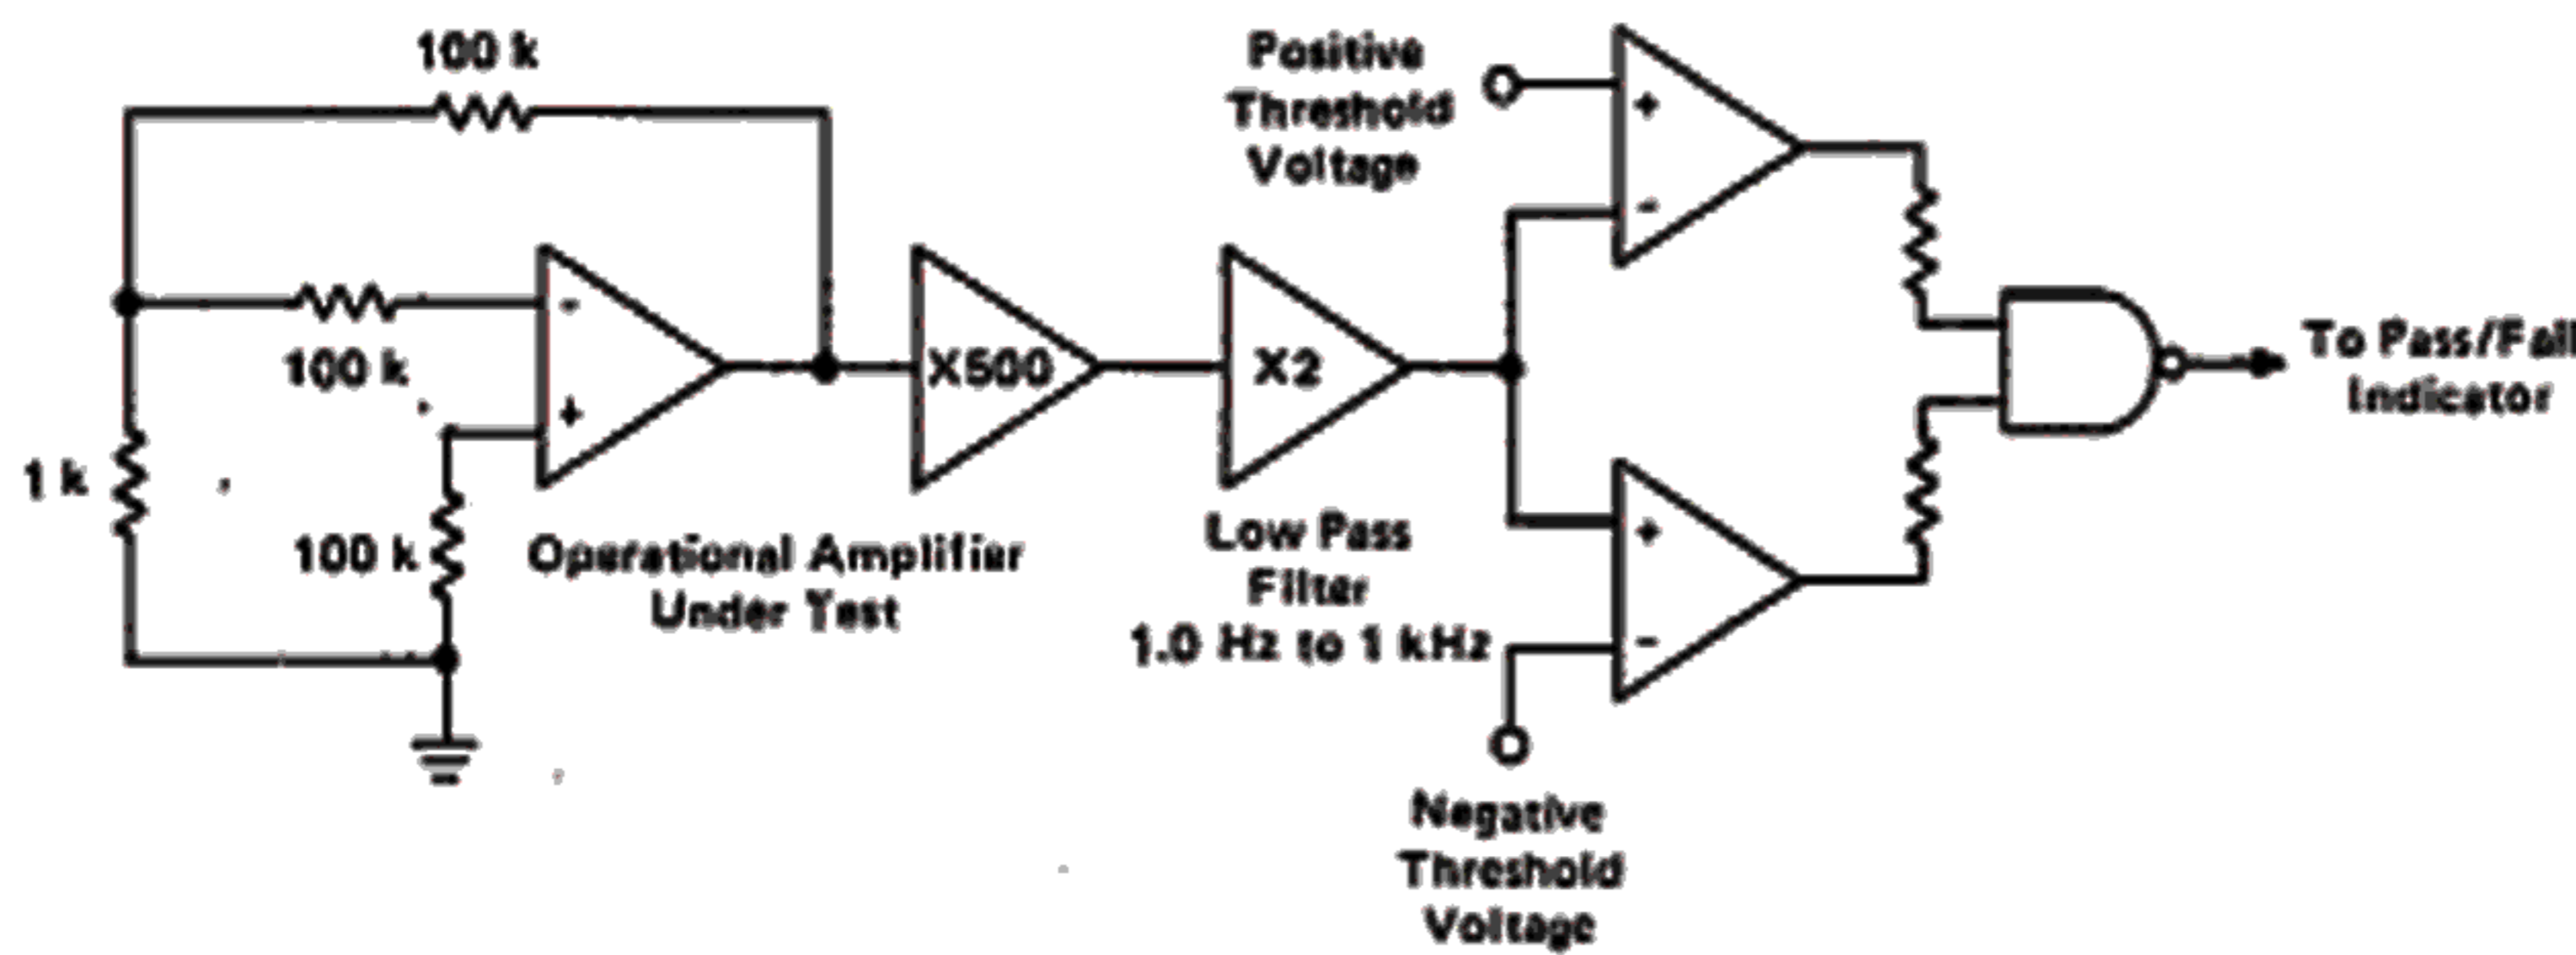 100 k
Positive
Threshold
Voltage
+
-
-
100 k
+
X500
X2
To Pass/Fail
Indicator
1 k
100 k
Operational Amplifier
Under Test
Low Pass
Filter
1.0 Hz to 1 kHz
+
-
Negative
Threshold
Voltage